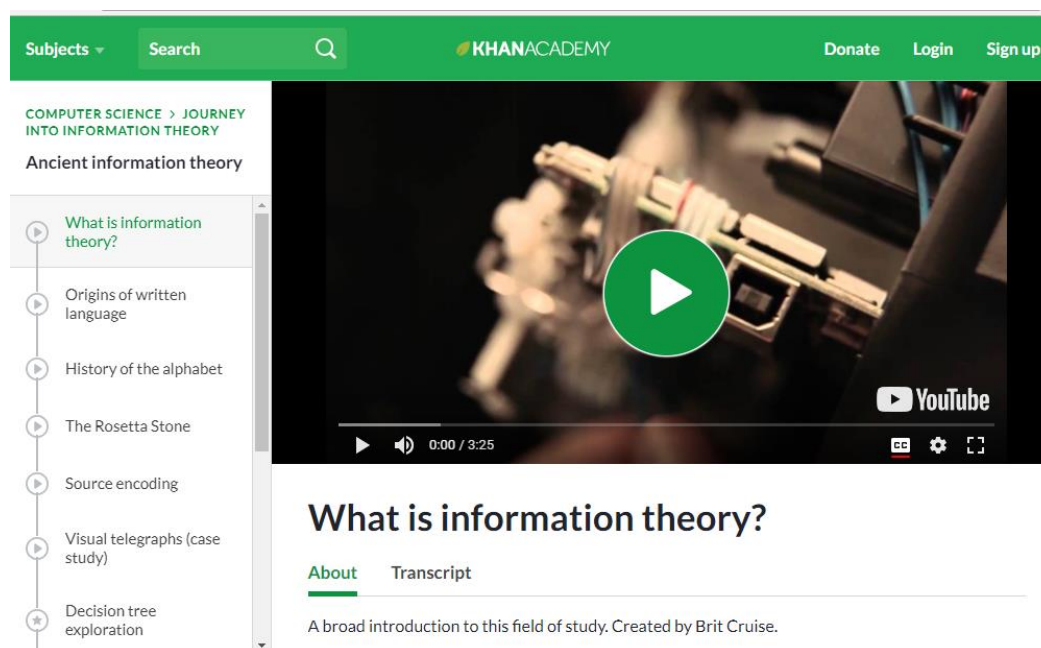 Subjects Search KHANACADEMY Donate Login Sign up
COMPUTER SCIENCE > JOURNEY
INTO INFORMATION THEORY
Ancient information theory
What is information
theory?
Origins of written
language
History of the alphabet
The Rosetta Stone
Source encoding
Visual telegraphs (case
study)
Decision tree
exploration
YouTube
0:00 / 3:25 CC
What is information theory?
About Transcript
A broad introduction to this field of study. Created by Brit Cruise.